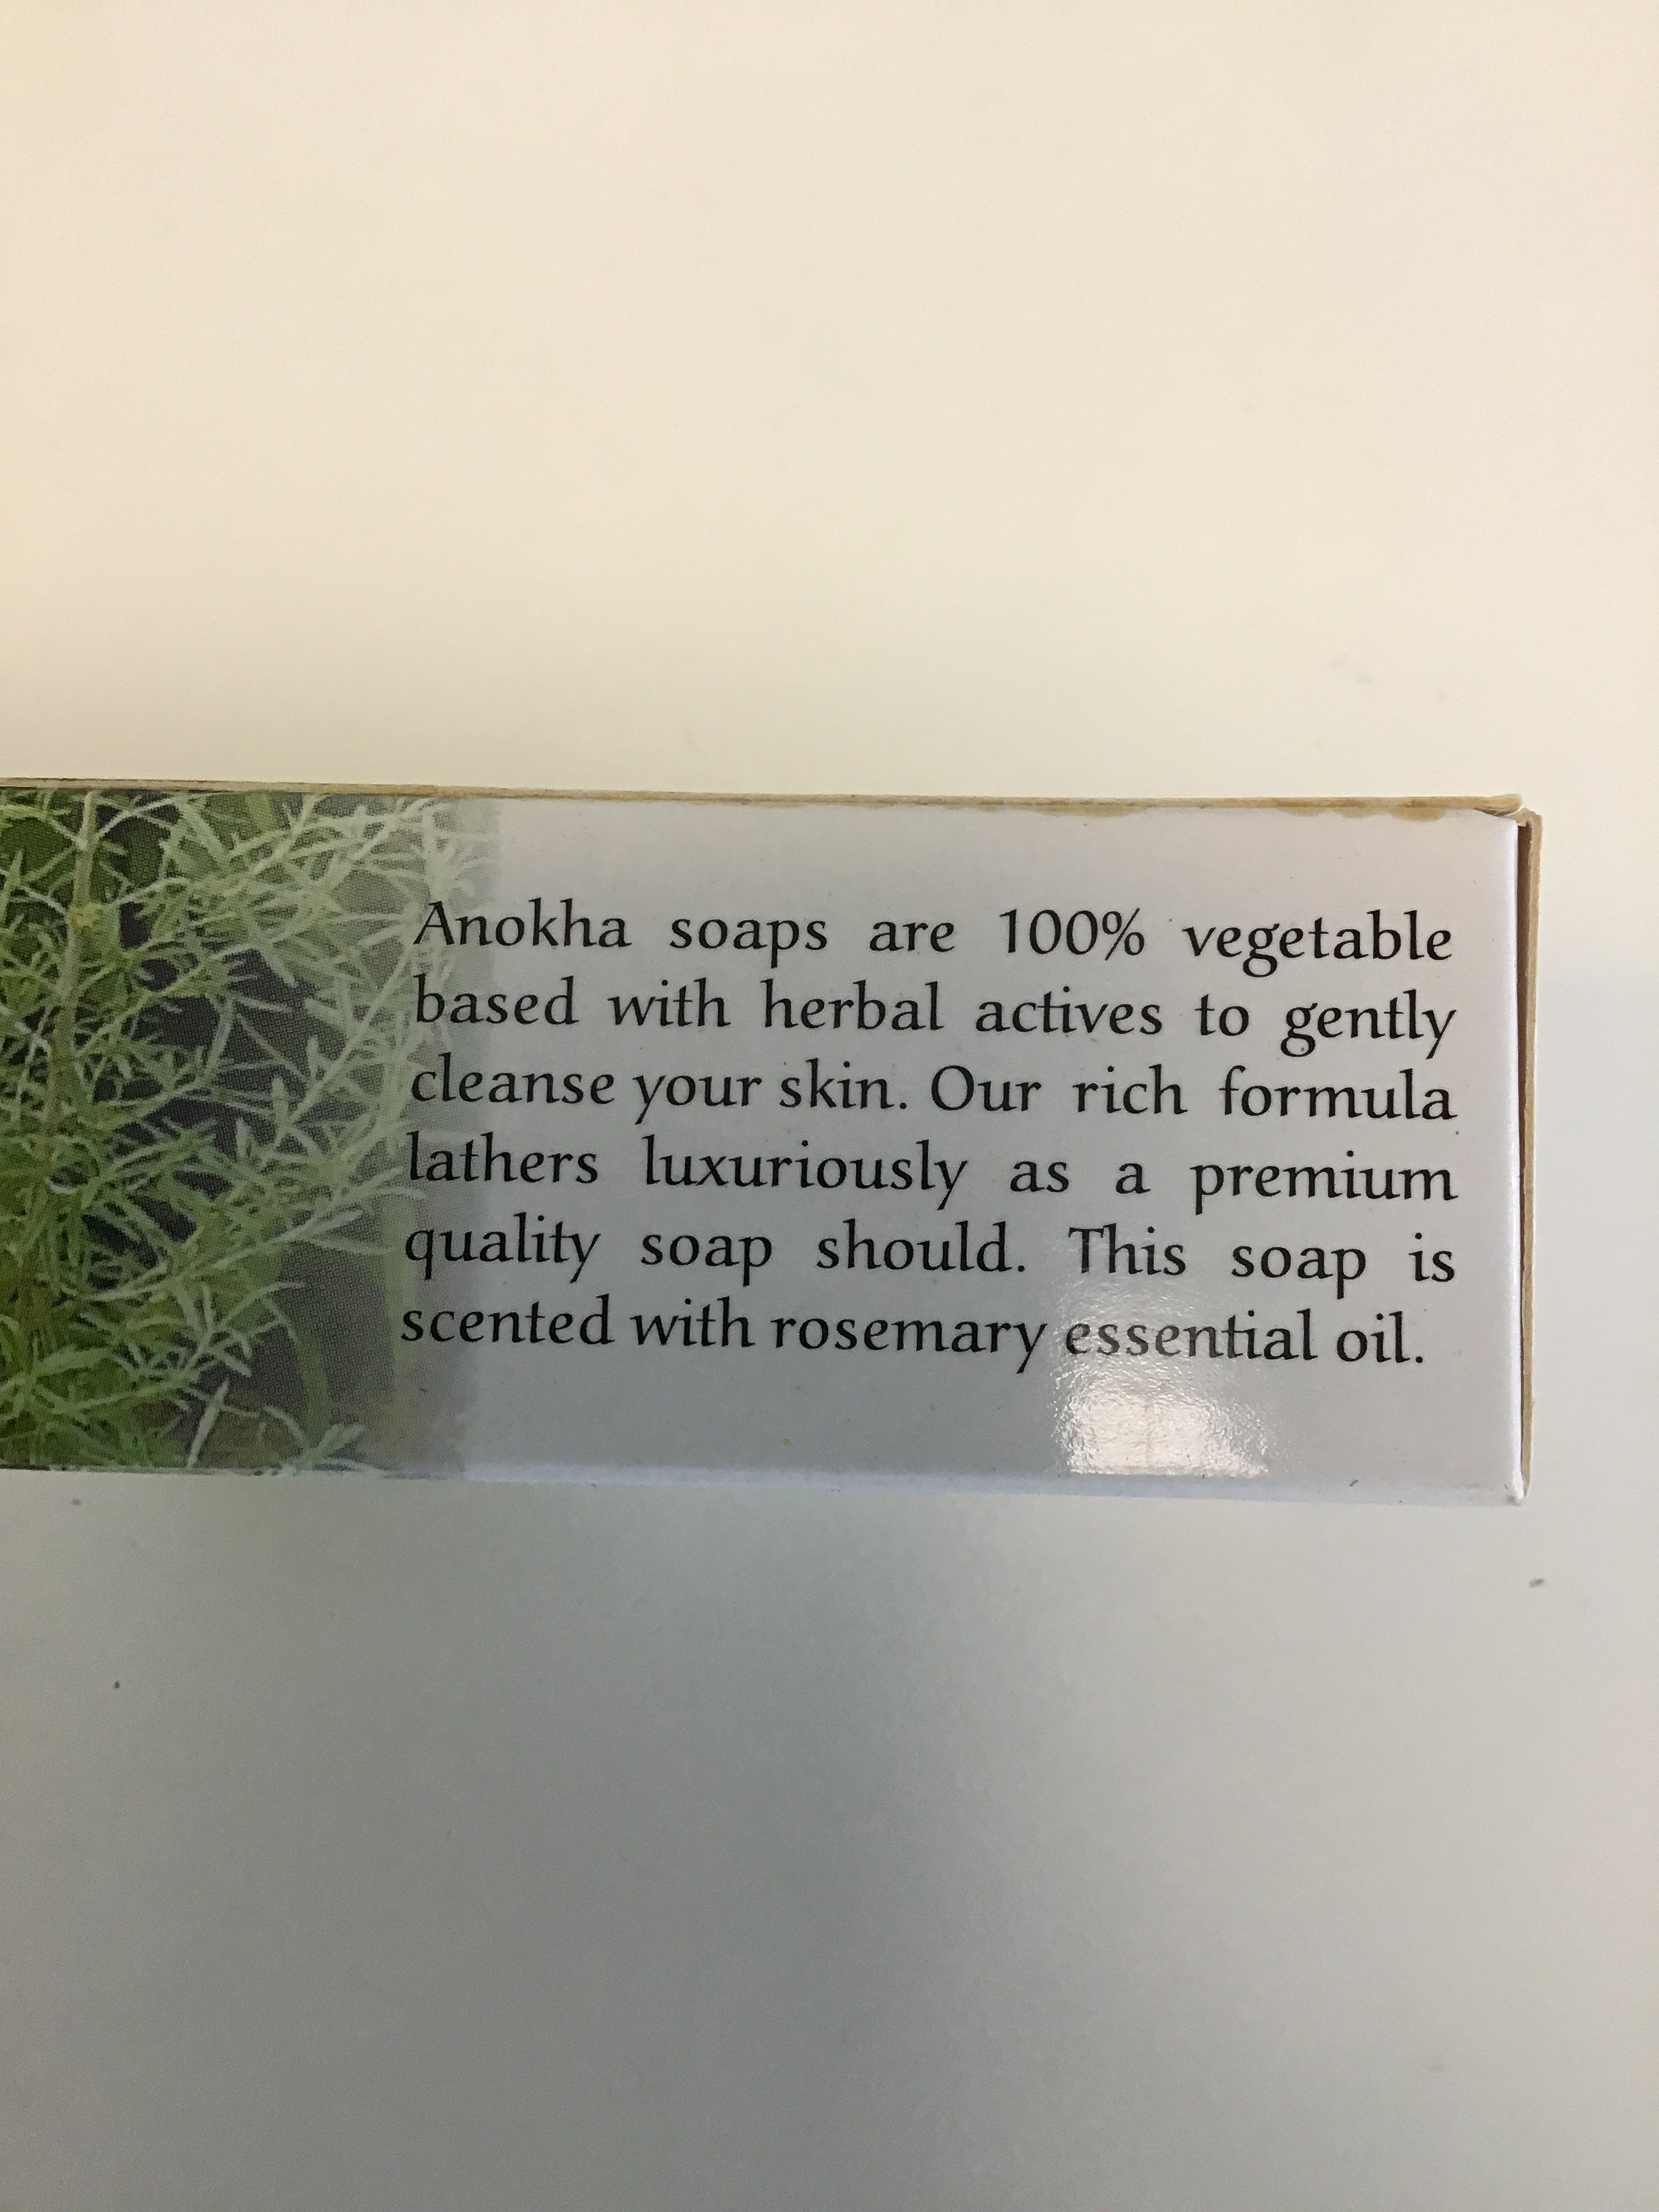 Anokha soaps are 100% vegetable
based with herbal actives to gently
cleanse your skin. Our rich formula
lathers luxuriously as a premium
quality soap should. This soap is
scented with rosemary essential oil.